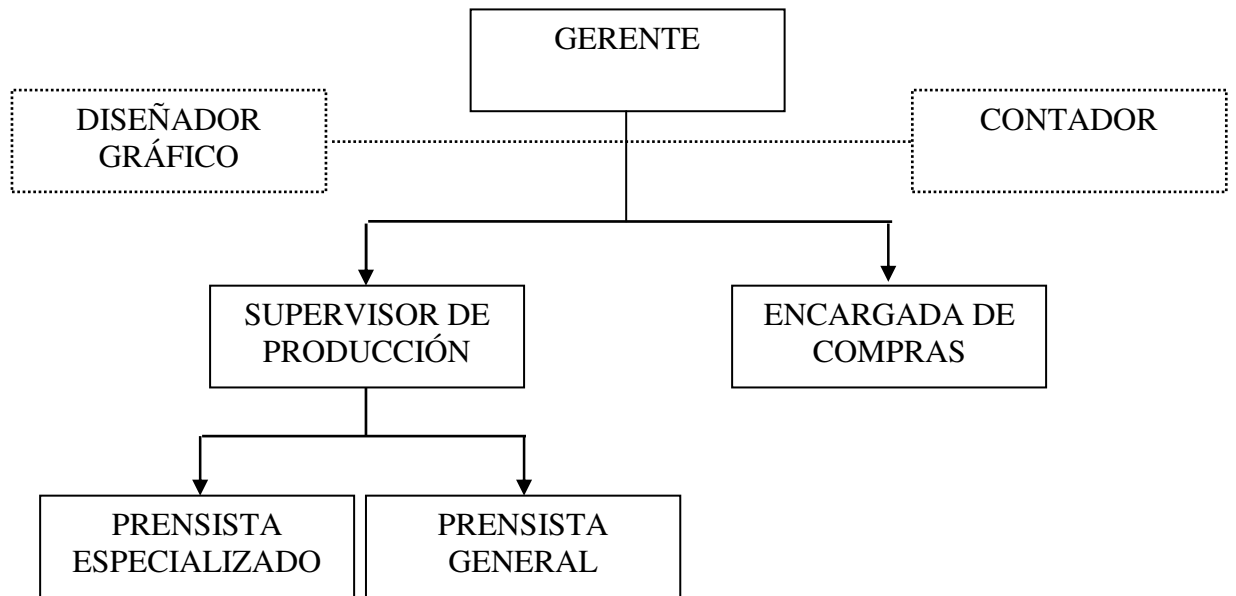 GERENTE
DISEÑADOR
GRÁFICO
CONTADOR
SUPERVISOR DE
PRODUCCIÓN
ENCARGADA DE
COMPRAS
PRENSISTA
ESPECIALIZADO
PRENSISTA
GENERAL